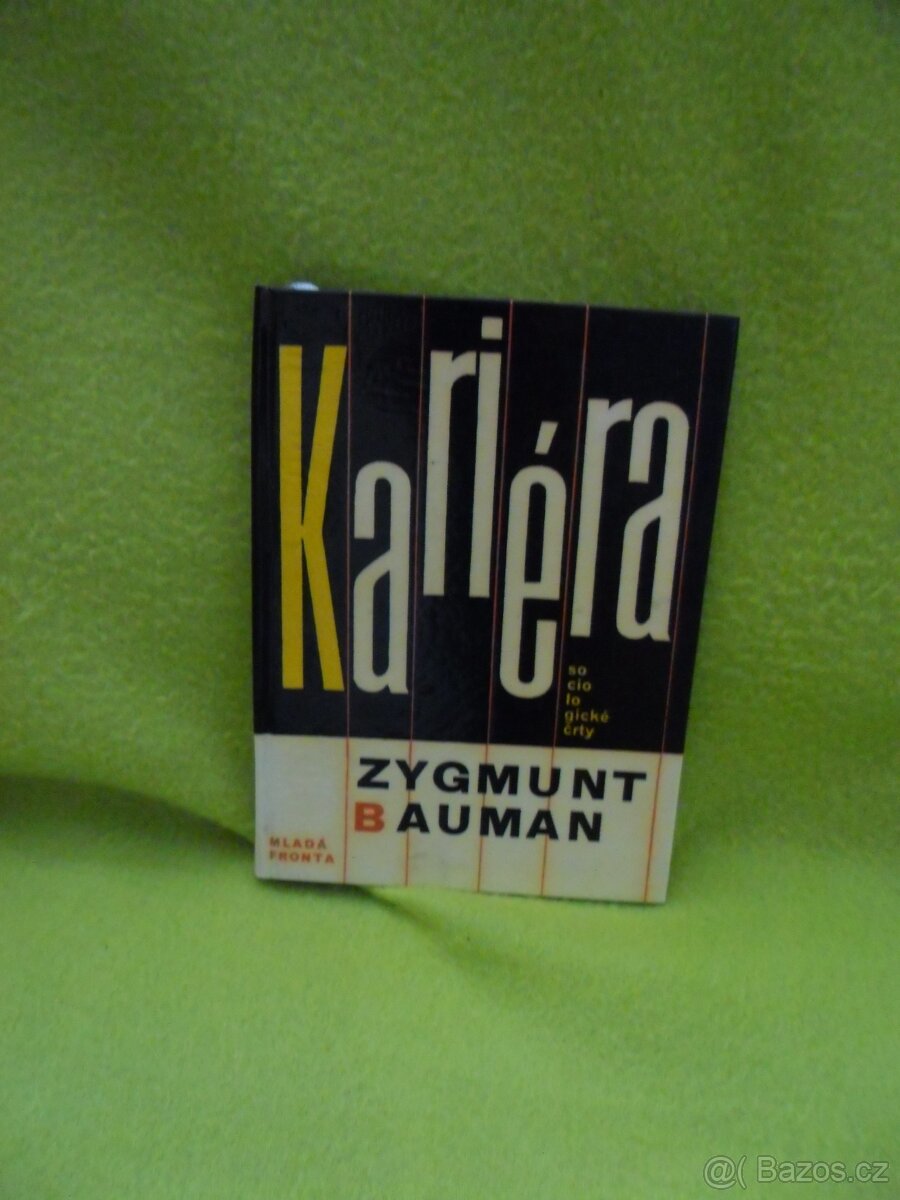 Kariéra
so
cio
lo
gické
črty
ZYGMUNT
BAUMAN
MLADÁ
FRONTA
@( Bazos.cz